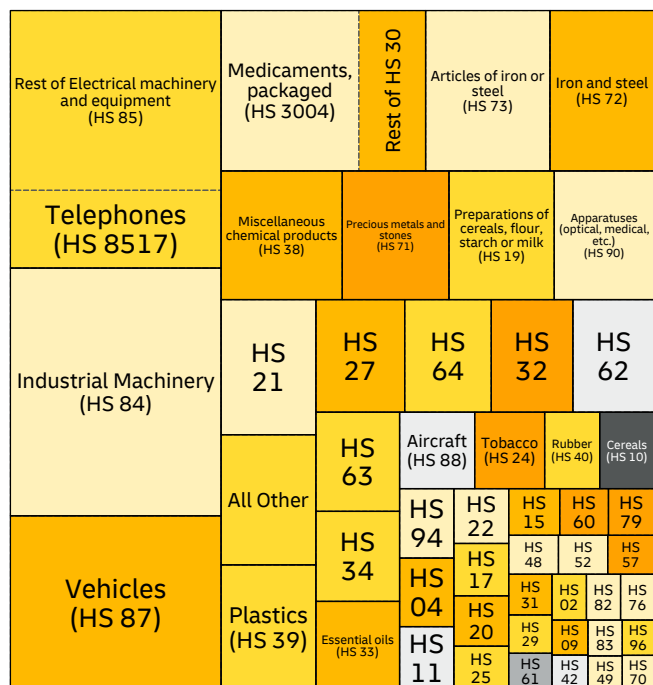 Rest of Electrical machinery
and equipment
(HS 85)
Telephones
(HS 8517)
Industrial Machinery
(HS 84)
Vehicles
(HS 87)
Medicaments,
packaged
(HS 3004)
Rest of HS 30
Articles of iron or
steel
(HS 73)
Iron and steel
(HS 72)
Miscellaneous
chemical products
(HS 38)
Precious metals and
stones
(HS 71)
Preparations of
cereals, flour,
starch or milk
(HS 19)
Apparatuses
(optical, medical,
etc.)
(HS 90)
HS
21
All Other
Plastics
(HS 39)
HS
27
HS
64
HS
32
HS
62
HS
63
HS
34
Essential oils
(HS 33)
Aircraft
(HS 88)
Tobacco
(HS 24)
Rubber
(HS 40)
Cereals
(HS 10)
HS
94
HS
04
HS
11
HS
22
HS
17
HS
20
HS
25
HS
15
HS
60
HS
79
HS
48
HS
52
HS
57
HS
31
HS
02
HS
82
HS
76
HS
29
HS
09
HS
83
HS
96
HS
61
HS
42
HS
49
HS
70